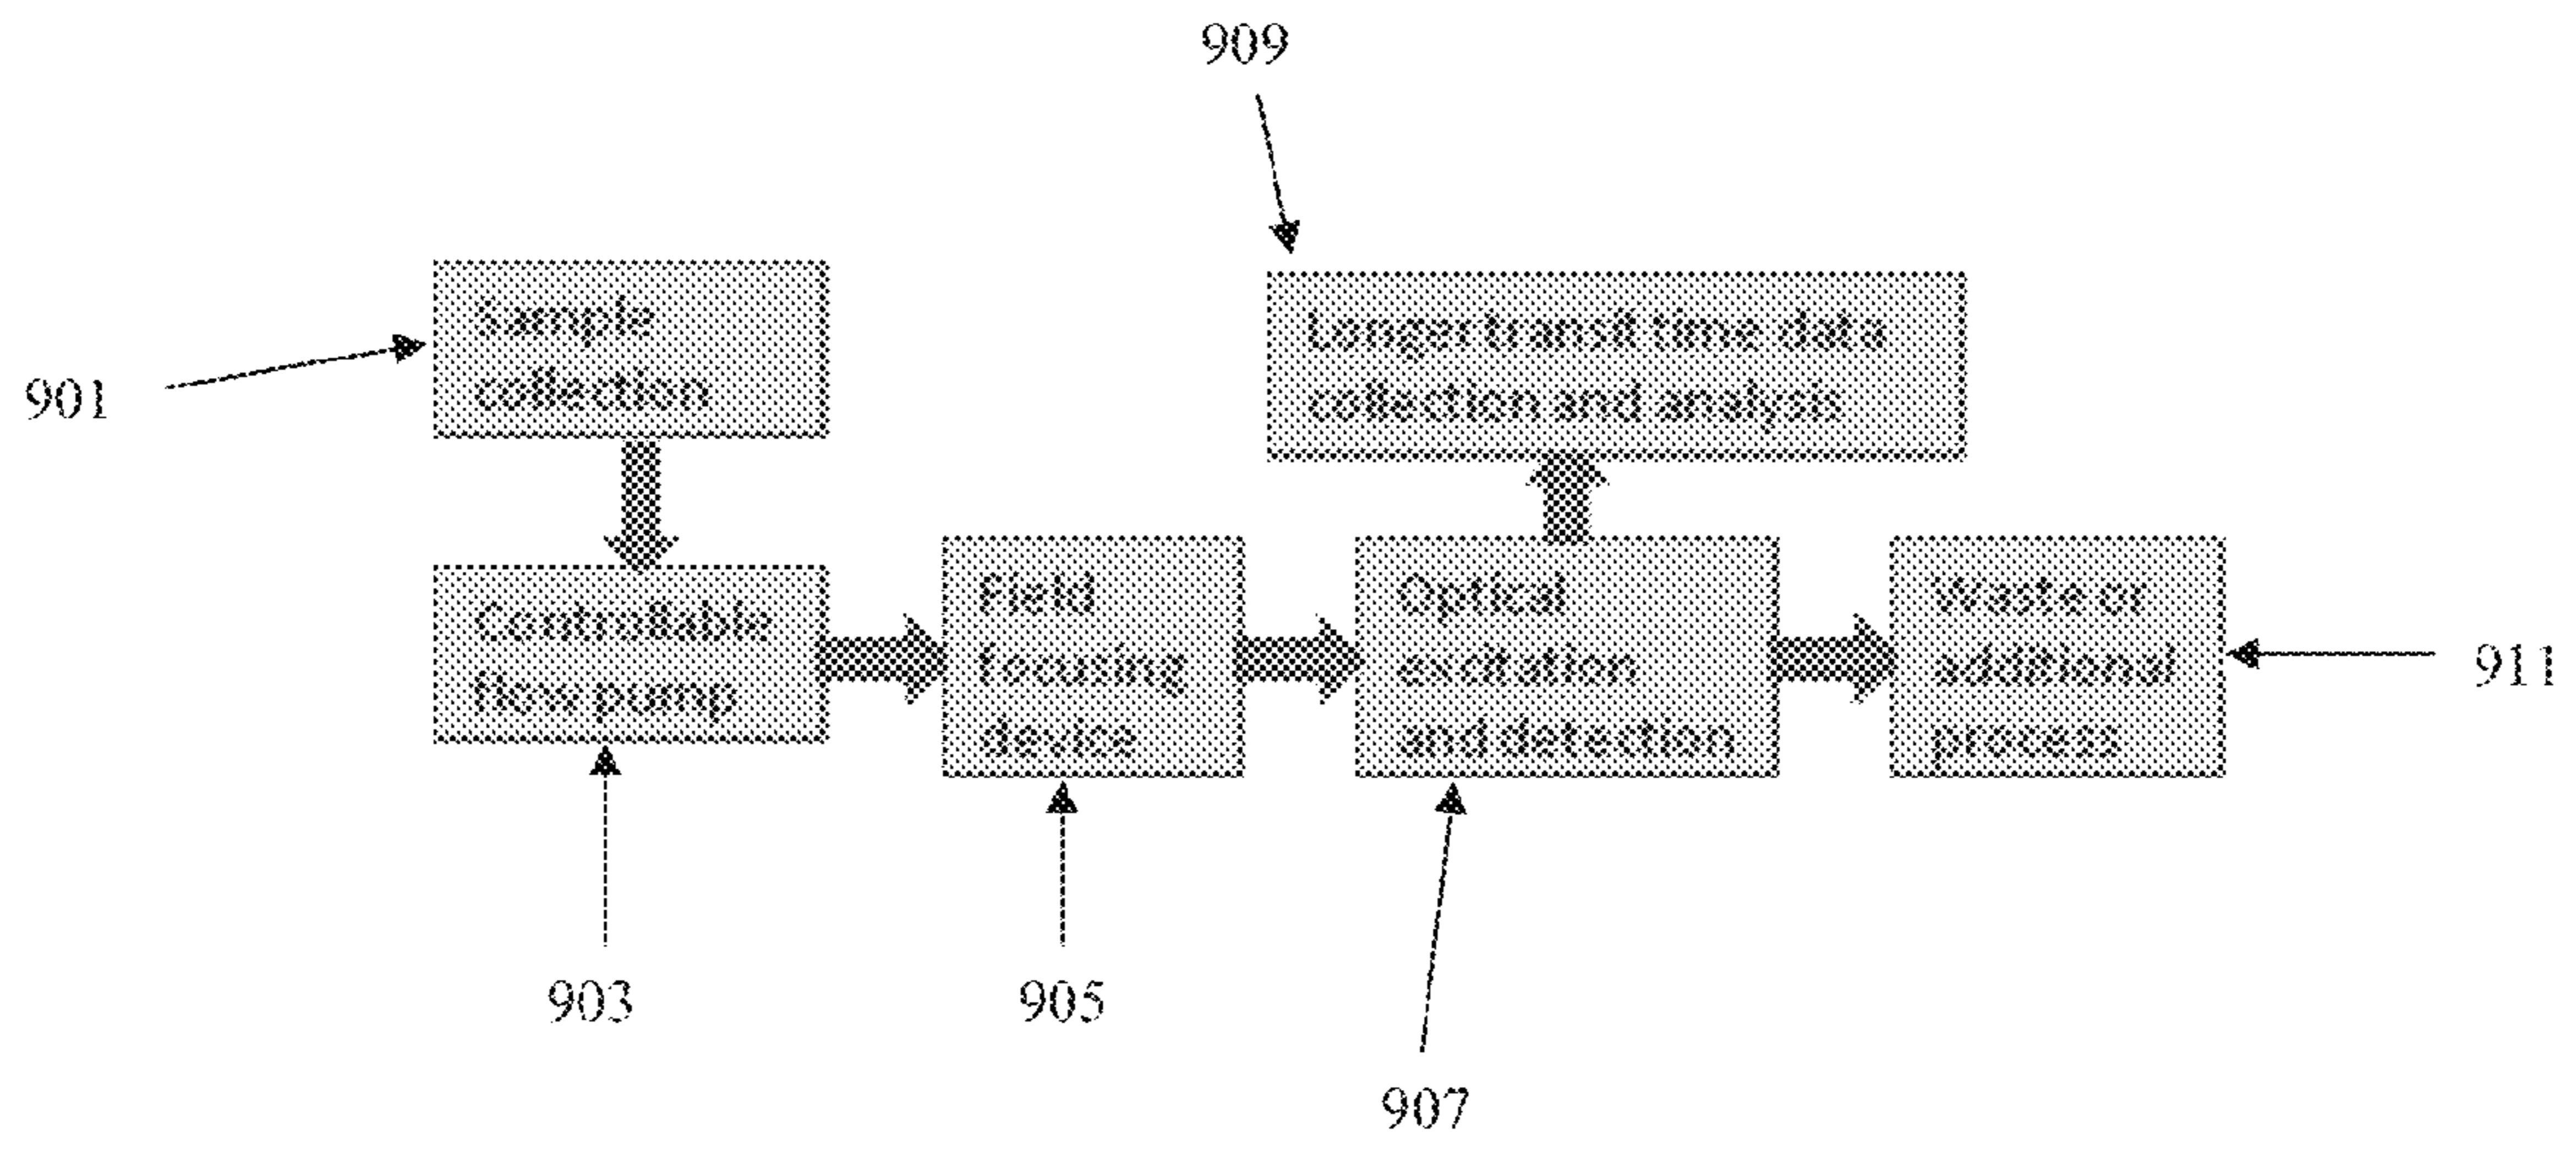 909
Sample
collection
Longer transit time data
collection and analysis
901
Controllable
flow pump
Field
focusing
device
Optical
excitation
and detection
Waste or
additional
process
911
903
905
907